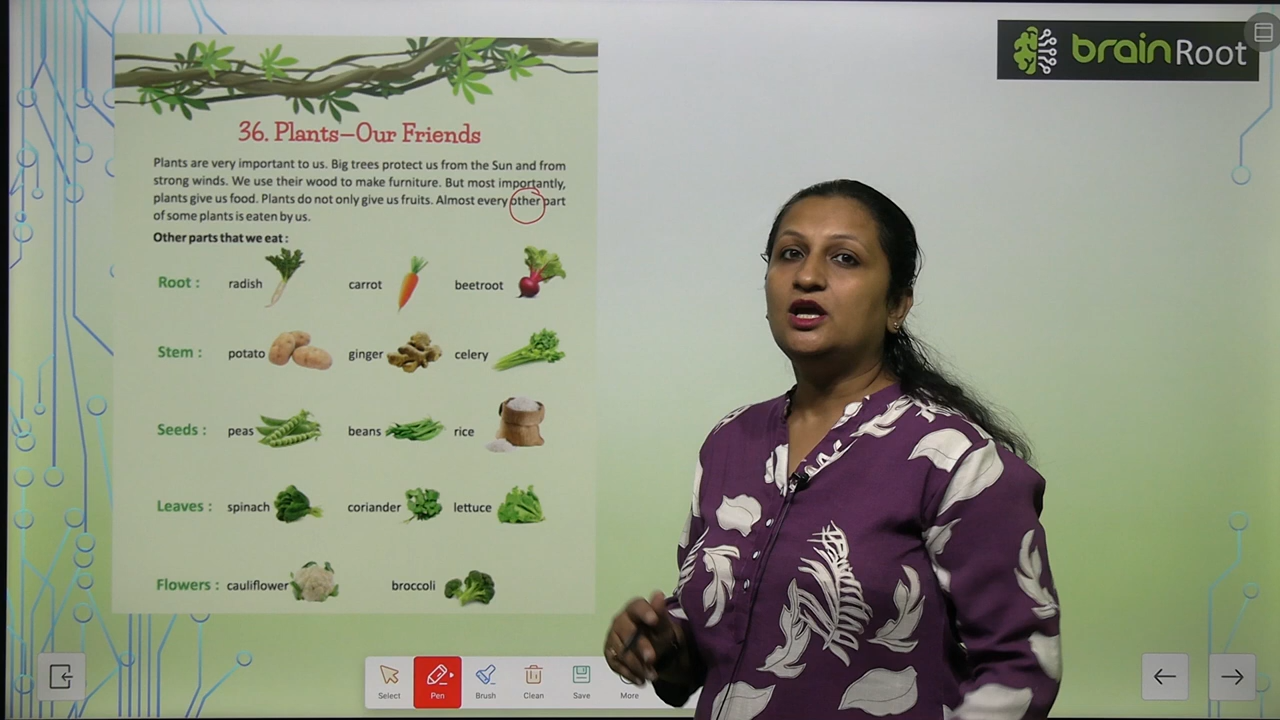 brainRoot
36. Plants—Our Friends
Plants are very important to us. Big trees protect us from the Sun and from
strong winds. We use their wood to make furniture. But most importantly,
plants give us food. Plants do not only give us fruits. Almost every other part
of some plants is eaten by us.
Other parts that we eat :
Root : radish carrot beetroot
Stem : potato ginger celery
Seeds : peas beans rice
Leaves : spinach coriander lettuce
Flowers : cauliflower broccoli
Select Pen Brush Clean Save More